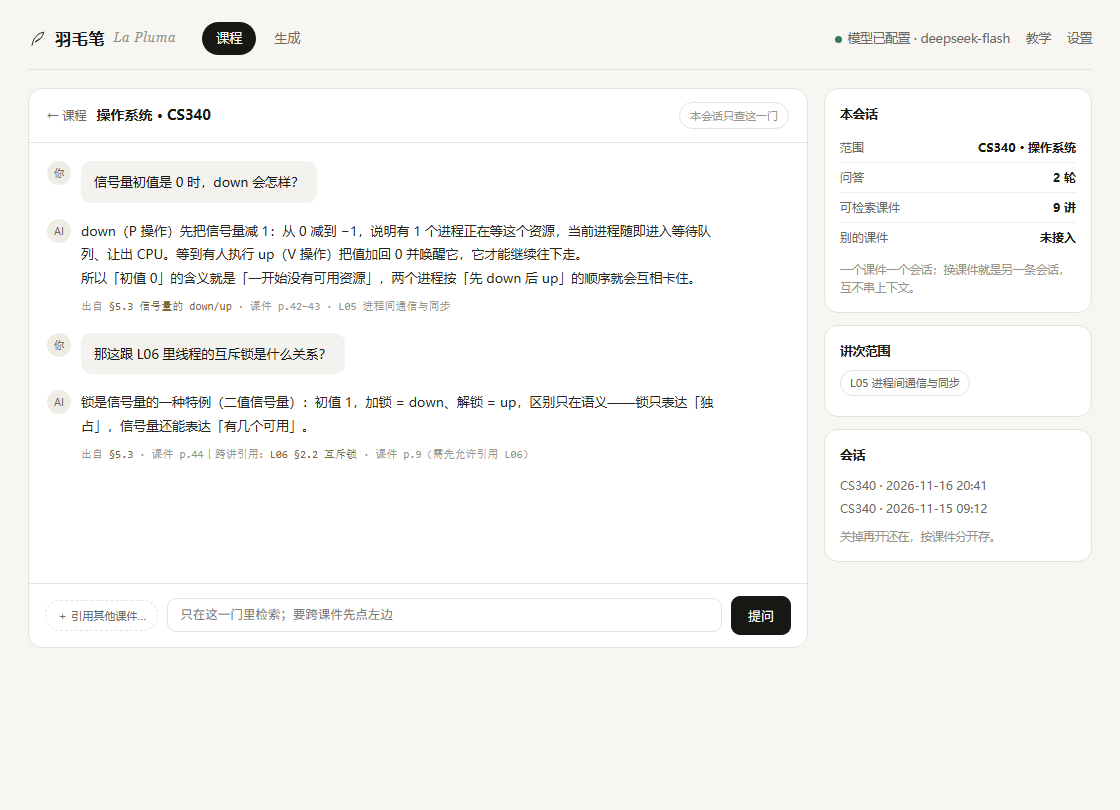 羽毛笔 La Pluma 课程 生成 模型已配置 · deepseek-flash 教学 设置
← 课程 操作系统 • CS340 本会话只查这一门
你 信号量初值是 0 时，down 会怎样？
AI down（P 操作）先把信号量减 1：从 0 减到 −1，说明有 1 个进程正在等这个资源，当前进程随即进入等待队
列、让出 CPU。等到有人执行 up（V 操作）把值加回 0 并唤醒它，它才能继续往下走。
所以「初值 0」的含义就是「一开始没有可用资源」，两个进程按「先 down 后 up」的顺序就会互相卡住。
出自 §5.3 信号量的 down/up · 课件 p.42-43 · L05 进程间通信与同步
你 那这跟 L06 里线程的互斥锁是什么关系？
AI 锁是信号量的一种特例（二值信号量）：初值 1，加锁 = down、解锁 = up，区别只在语义——锁只表达「独
占」，信号量还能表达「有几个可用」。
出自 §5.3 · 课件 p.44｜跨讲引用：L06 §2.2 互斥锁 · 课件 p.9（需先允许引用 L06）
+ 引用其他课件… 只在这一门里检索；要跨课件先点左边 提问
本会话
范围 CS340 • 操作系统
问答 2 轮
可检索课件 9 讲
别的课件 未接入
一个课件一个会话；换课件就是另一条会话，
互不串上下文。
讲次范围
L05 进程间通信与同步
会话
CS340 · 2026-11-16 20:41
CS340 · 2026-11-15 09:12
关掉再开还在，按课件分开存。